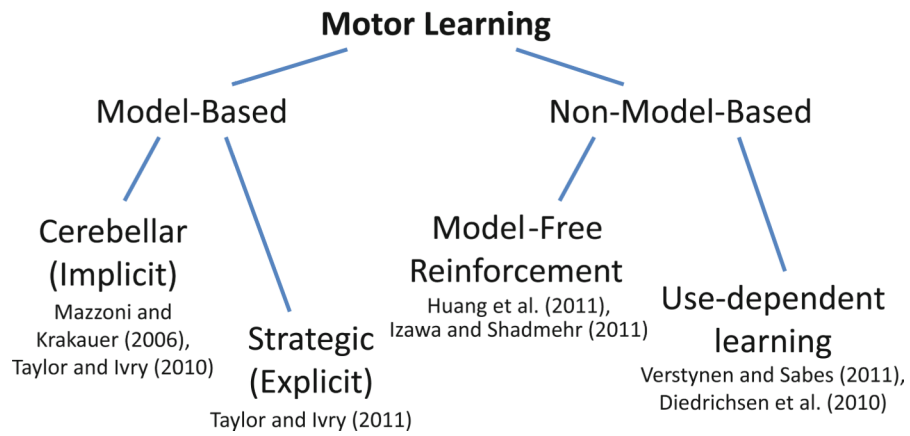 Motor Learning
Model-Based
Non-Model-Based
Cerebellar
(Implicit)
Mazzoni and
Krakauer (2006),
Taylor and Ivry (2010)
Strategic
(Explicit)
Taylor and Ivry (2011)
Model-Free
Reinforcement
Huang et al. (2011),
Izawa and Shadmehr (2011)
Use-dependent
learning
Verstynen and Sabes (2011),
Diedrichsen et al. (2010)